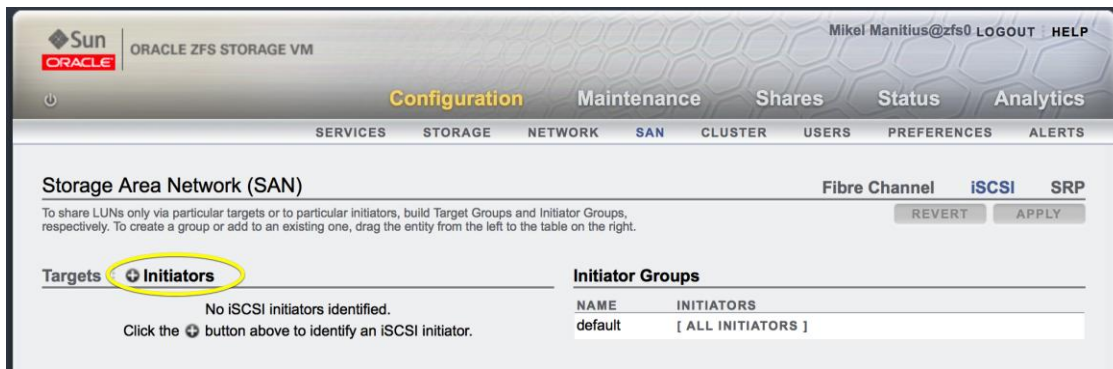 Sun
ORACLE
ORACLE ZFS STORAGE VM
Mikel Manitius@zfs0 LOGOUT HELP
Configuration Maintenance Shares Status Analytics
SERVICES STORAGE NETWORK SAN CLUSTER USERS PREFERENCES ALERTS
Storage Area Network (SAN)
Fibre Channel iSCSI SRP
To share LUNs only via particular targets or to particular initiators, build Target Groups and Initiator Groups,
respectively. To create a group or add to an existing one, drag the entity from the left to the table on the right.
REVERT APPLY
Targets Initiators
No iSCSI initiators identified.
Click the button above to identify an iSCSI initiator.
Initiator Groups
NAME INITIATORS
default [ ALL INITIATORS ]